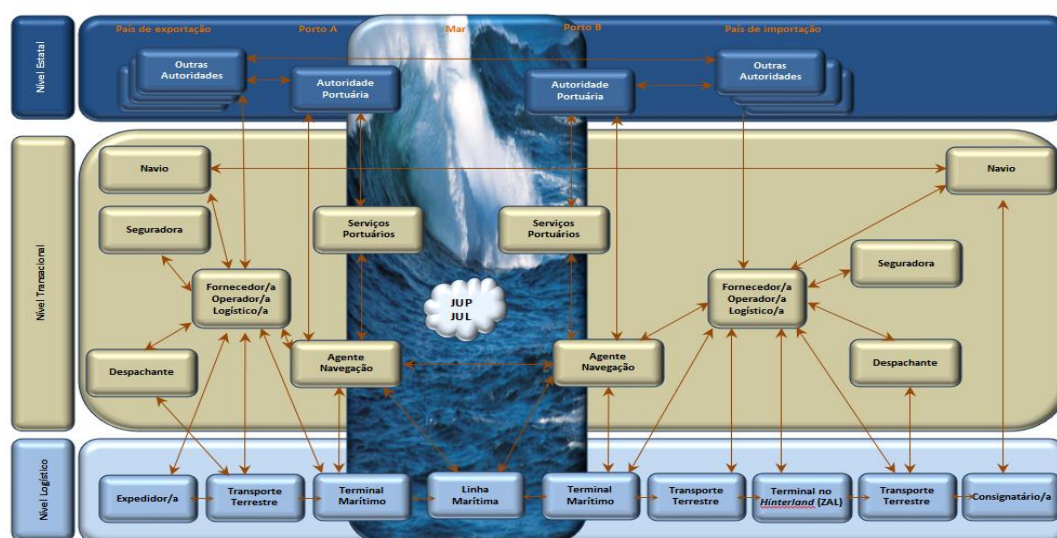 Nível Estatal
País de exportação
Porto A
Mar
Porto B
País de importação
Outras
Autoridades
Autoridade
Portuária
Autoridade
Portuária
Outras
Autoridades
Nível Transacional
Navio
Navio
Seguradora
Serviços
Portuários
Serviços
Portuários
Seguradora
Fornecedor/a
Operador/a
Logístico/a
JUP
JUL
Fornecedor/a
Operador/a
Logístico/a
Despachante
Agente
Navegação
Agente
Navegação
Despachante
Nível Logístico
Expedidor/a
Transporte
Terrestre
Terminal
Marítimo
Linha
Marítima
Terminal
Marítimo
Transporte
Terrestre
Terminal no
Hinterland (ZAL)
Transporte
Terrestre
Consignatário/a